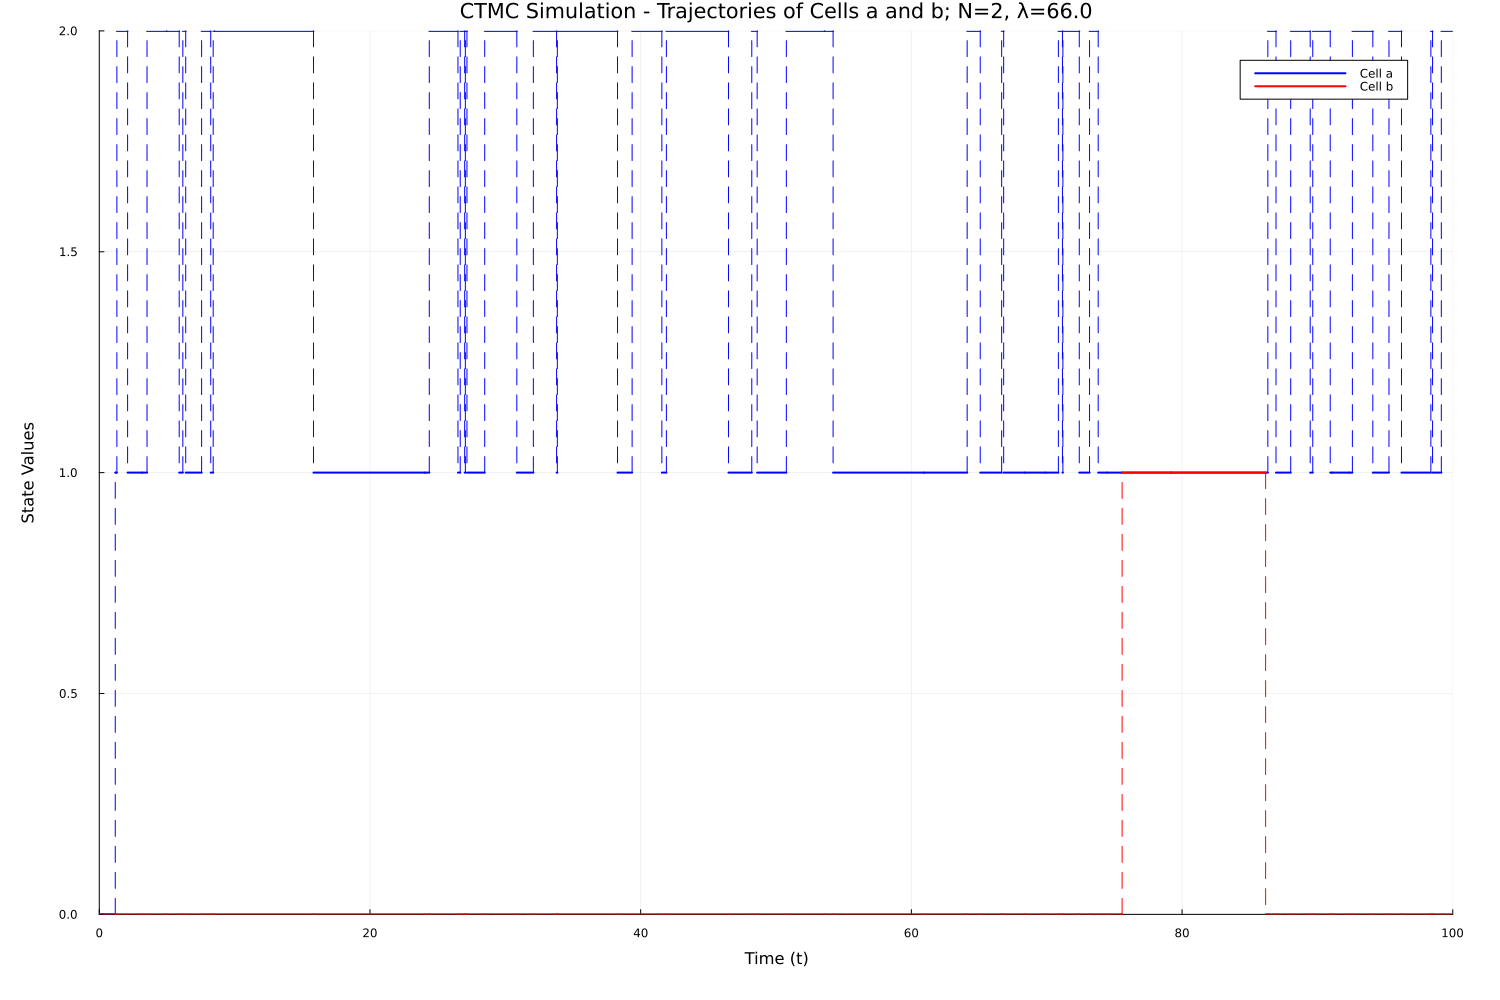 CTMC Simulation - Trajectories of Cells a and b; N=2, λ=66.0
2.0
Cell a
Cell b
1.5
1.0
State Values
0.5
0.0
0 20 40 60 80 100
Time (t)